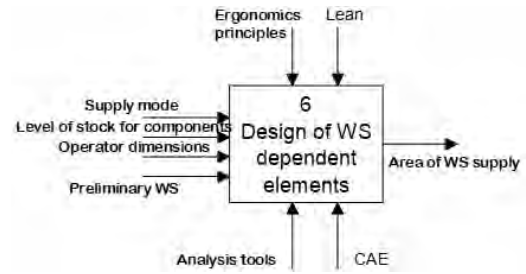 Ergonomics Lean
principles
6
Design of WS
dependent
elements
Supply mode
Level of stock for components
Operator dimensions
Preliminary WS
Area of WS supply
Analysis tools CAE